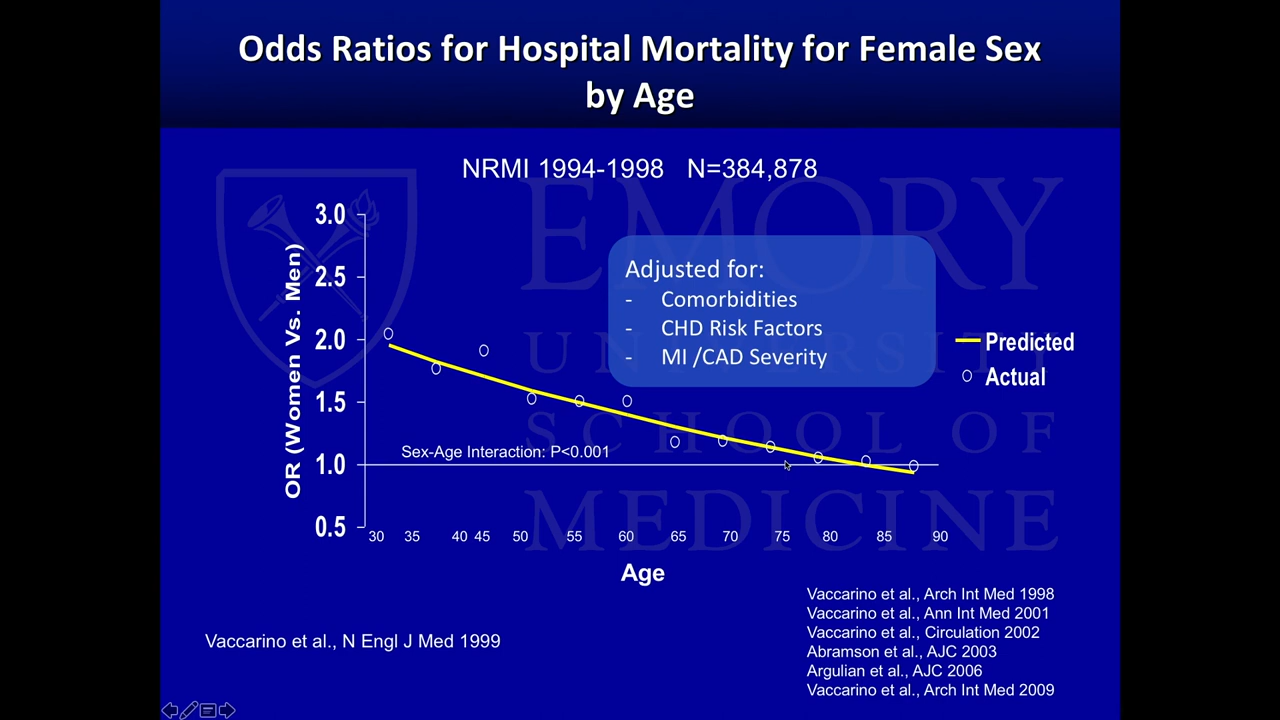 Odds Ratios for Hospital Mortality for Female Sex
by Age
NRMI 1994-1998 N=384,878
EMORY
UNIVERSITY
SCHOOL OF
MEDICINE
OR (Women Vs. Men)
3.0
2.5
2.0
1.5
1.0
0.5
Adjusted for:
- Comorbidities
- CHD Risk Factors
- MI /CAD Severity
Predicted
Actual
Sex-Age Interaction: P<0.001
30 35 40 45 50 55 60 65 70 75 80 85 90
Age
Vaccarino et al., N Engl J Med 1999
Vaccarino et al., Arch Int Med 1998
Vaccarino et al., Ann Int Med 2001
Vaccarino et al., Circulation 2002
Abramson et al., AJC 2003
Argulian et al., AJC 2006
Vaccarino et al., Arch Int Med 2009